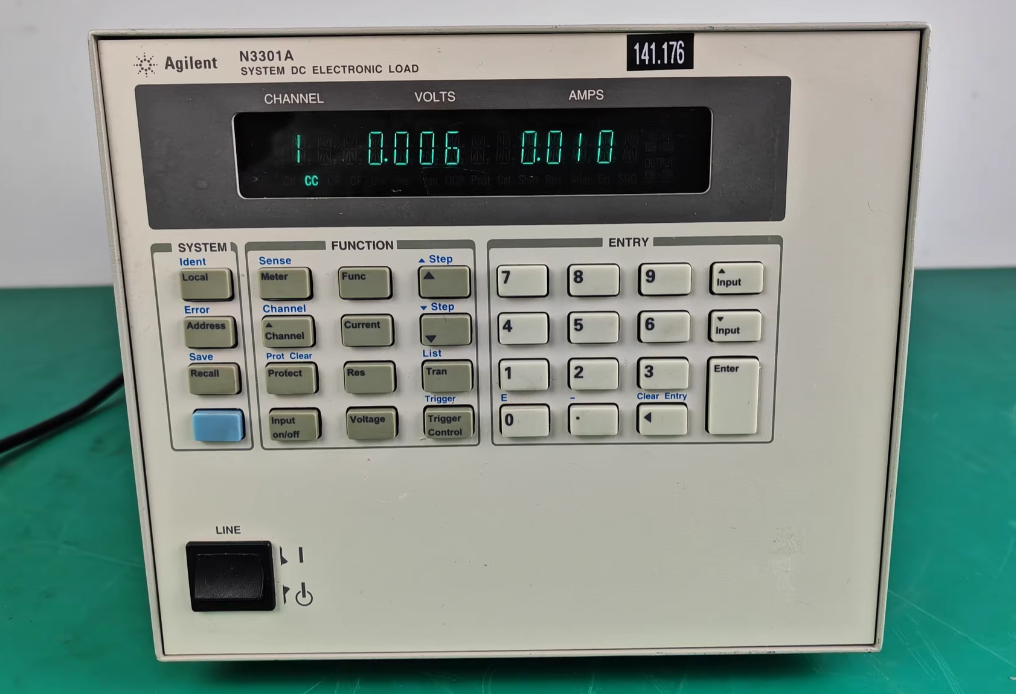 Agilent N3301A
SYSTEM DC ELECTRONIC LOAD
141.176
CHANNEL VOLTS AMPS
1 0.006 0.010
CC
SYSTEM FUNCTION ENTRY
Ident Sense ▲ Step
Local Meter Func ▲ 7 8 9 ▲ Input
Error Channel ▼ Step
Address ▲ Channel Current ▼ 4 5 6 ▼ Input
Save Prot Clear List
Recall Protect Res Tran 1 2 3 Enter
Trigger E – Clear Entry
Input on/off Voltage Trigger Control 0 . ◀
LINE
I